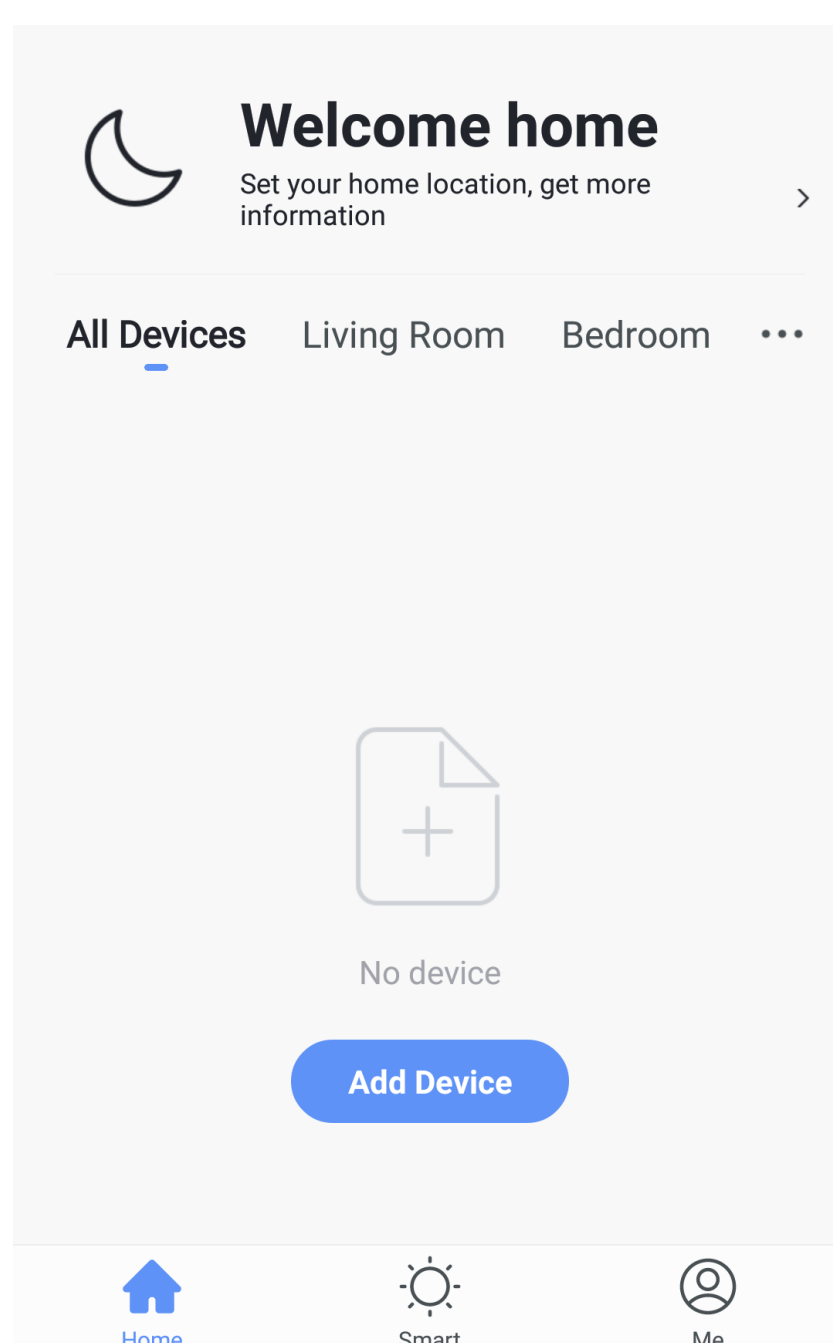 Welcome home
Set your home location, get more
information
All Devices Living Room Bedroom
No device
Add Device
Home Smart Me